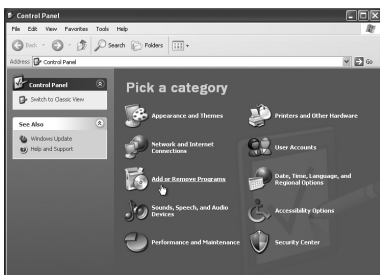 Control Panel
File Edit View Favorites Tools Help
Back Search Folders
Address Control Panel Go
Control Panel
Switch to Classic View
See Also
Windows Update
Help and Support
Pick a category
Appearance and Themes
Printers and Other Hardware
Network and Internet
Connections
User Accounts
Add or Remove Programs
Date, Time, Language, and
Regional Options
Sounds, Speech, and Audio
Devices
Accessibility Options
Performance and Maintenance
Security Center